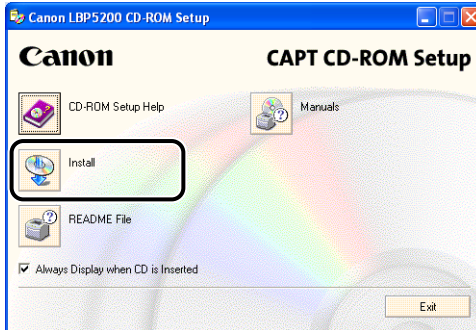 Canon LBP5200 CD-ROM Setup
Canon CAPT CD-ROM Setup
CD-ROM Setup Help Manuals
Install
README File
Always Display when CD is Inserted
Exit